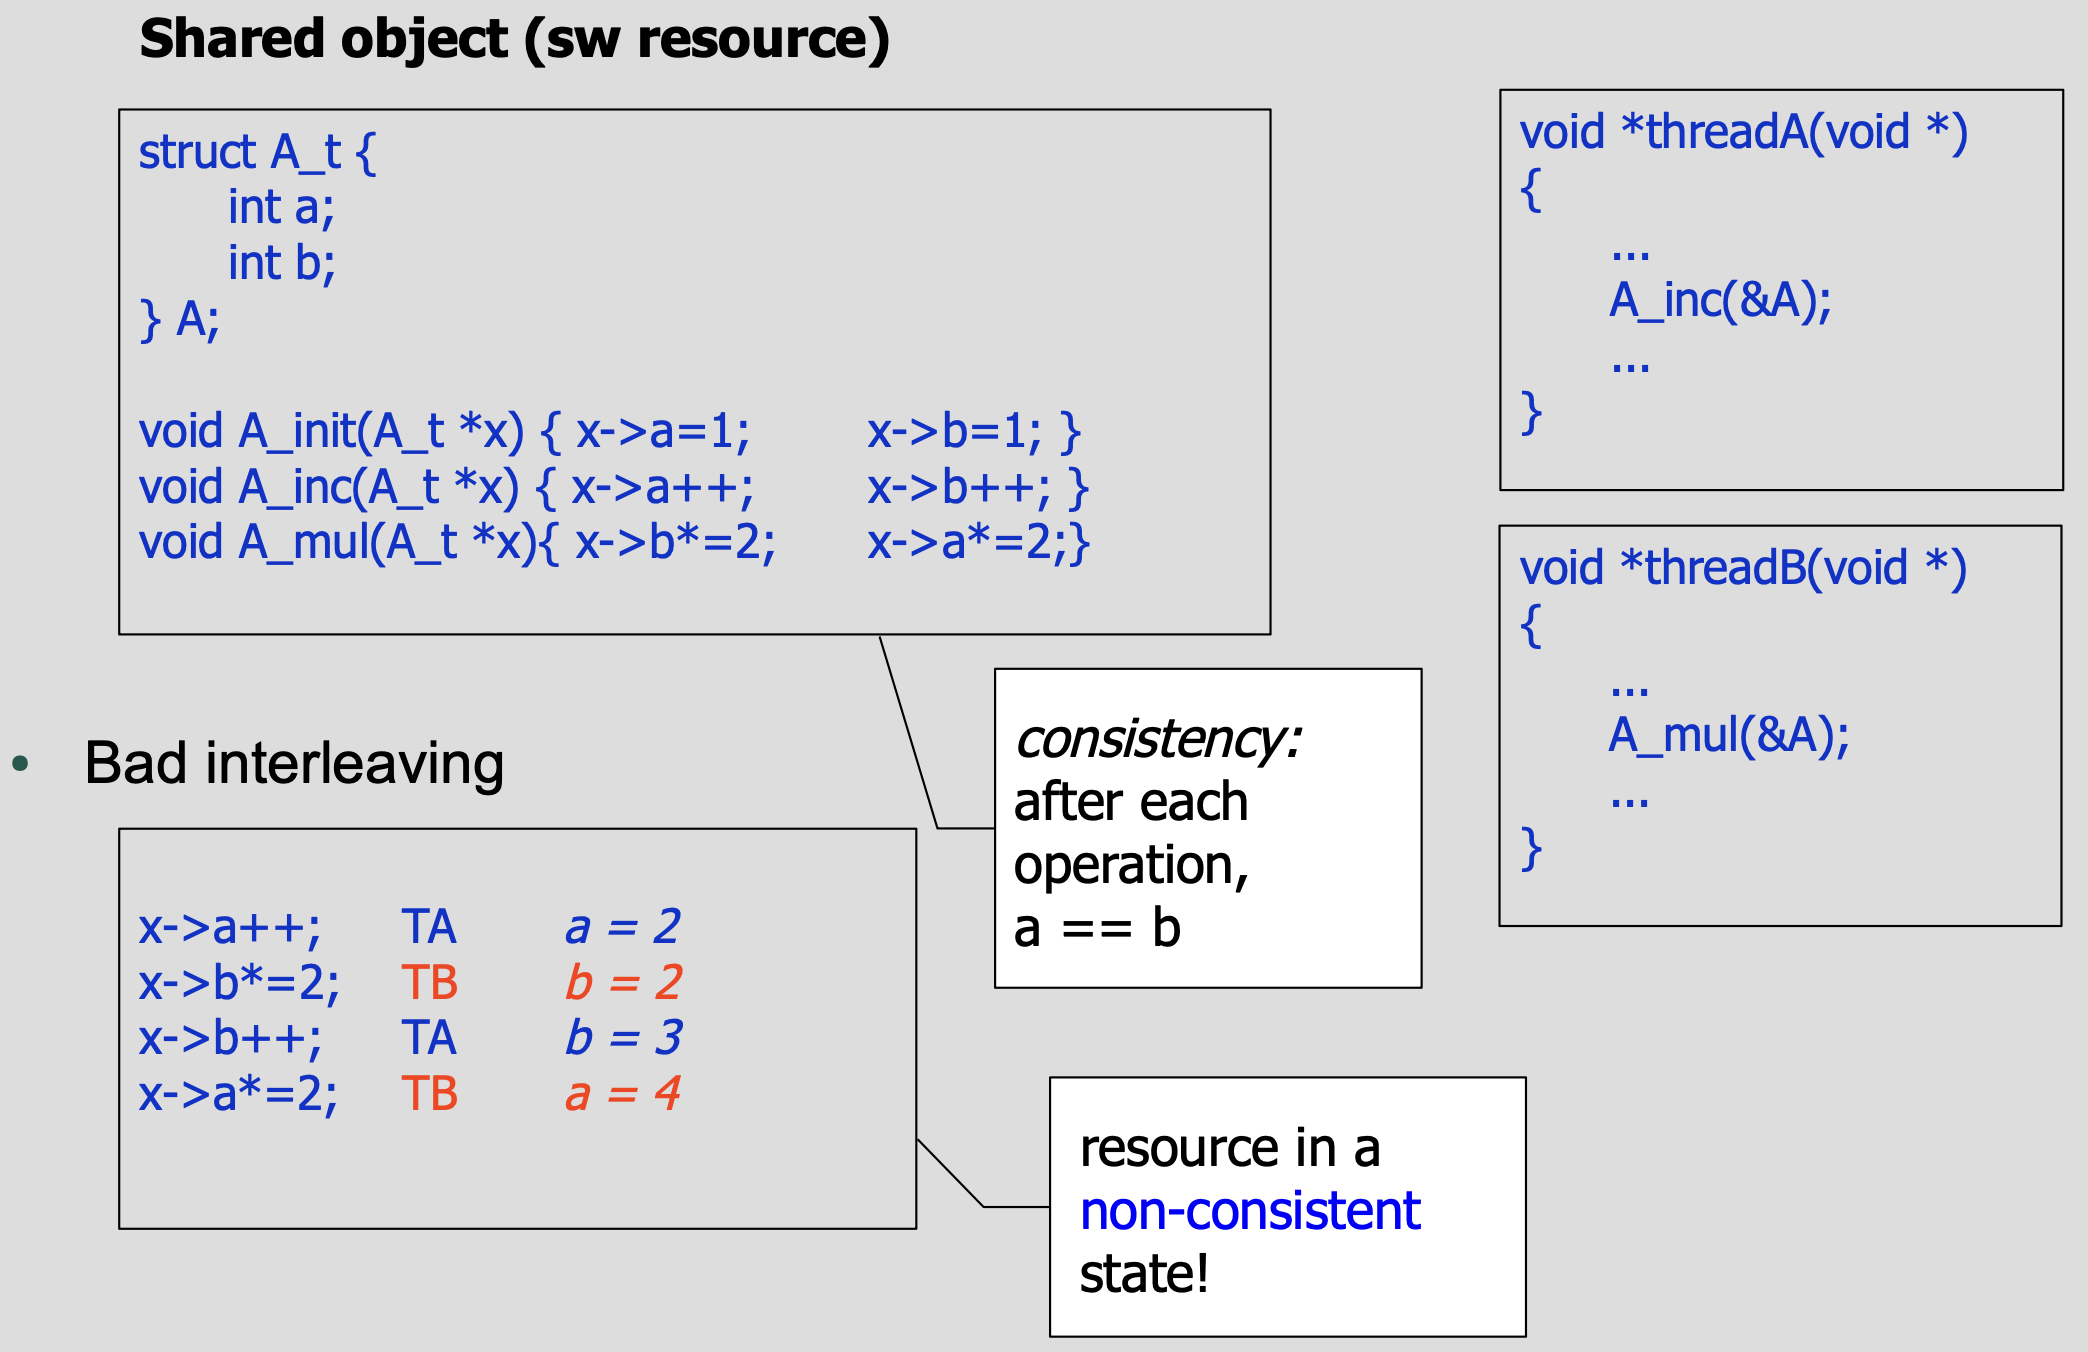 Shared object (sw resource)
struct A_t {
int a;
int b;
} A;
void A_init(A_t *x) { x->a=1; x->b=1; }
void A_inc(A_t *x) { x->a++; x->b++; }
void A_mul(A_t *x){ x->b*=2; x->a*=2;}
void *threadA(void *)
{
...
A_inc(&A);
...
}
void *threadB(void *)
{
...
A_mul(&A);
...
}
consistency:
after each
operation,
a == b
• Bad interleaving
x->a++; TA a = 2
x->b*=2; TB b = 2
x->b++; TA b = 3
x->a*=2; TB a = 4
resource in a
non-consistent
state!